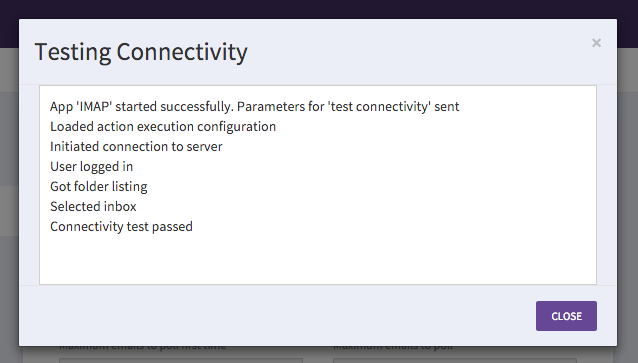 Testing Connectivity
×
App 'IMAP' started successfully. Parameters for 'test connectivity' sent
Loaded action execution configuration
Initiated connection to server
User logged in
Got folder listing
Selected inbox
Connectivity test passed
CLOSE
Maximum emails to poll first time
Maximum emails to poll